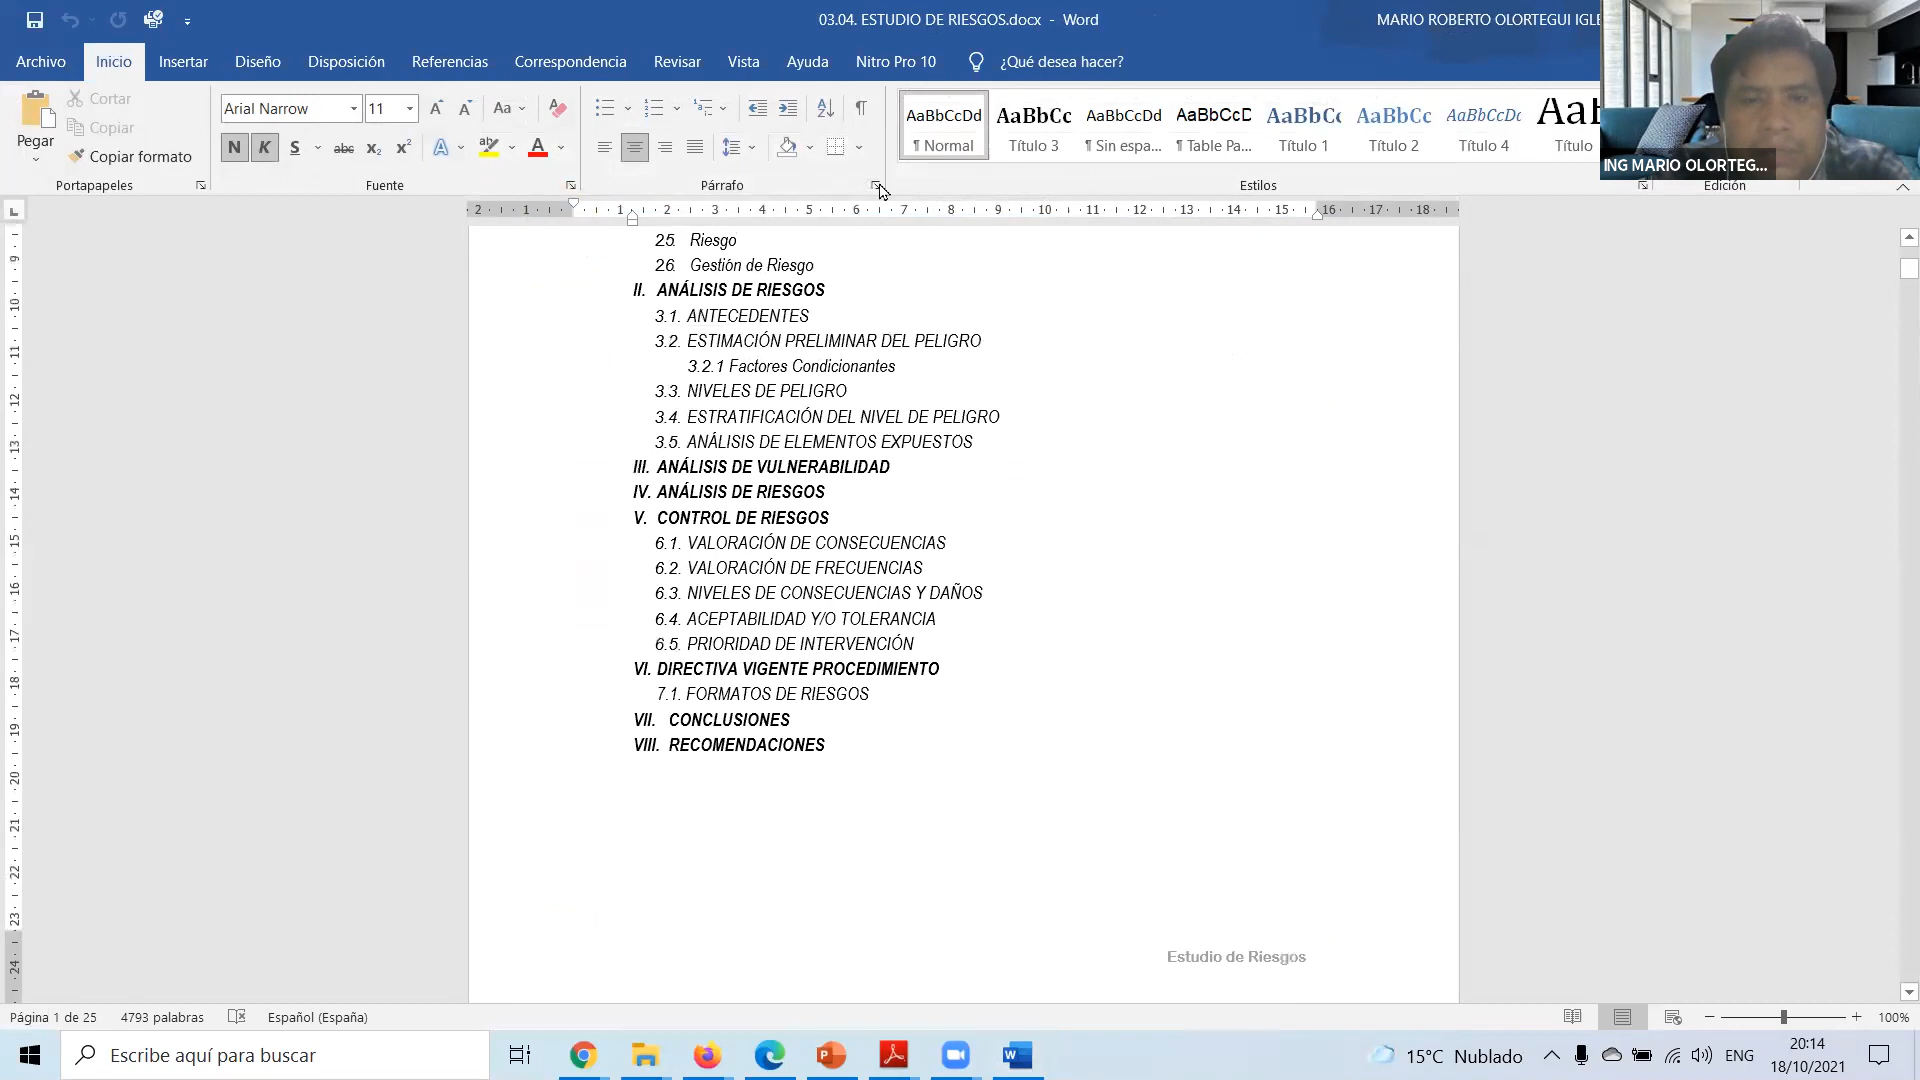 03.04. ESTUDIO DE RIESGOS.docx - Word
MARIO ROBERTO OLORTEGUI IGLE
Archivo Inicio Insertar Diseño Disposición Referencias Correspondencia Revisar Vista Ayuda Nitro Pro 10 ¿Qué desea hacer?
Pegar
Cortar
Copiar
Copiar formato
Portapapeles
Arial Narrow 11
N K S abc x₂ x²
Fuente
Párrafo
AaBbCcDd AaBbCc AaBbCcDd AaBbCcD AaBbCc AaBbCc AaBbCcDc AaB
¶ Normal Título 3 ¶ Sin espa... ¶ Table Pa... Título 1 Título 2 Título 4 Título
Estilos
Edición
ING MARIO OLORTEG...
25. Riesgo
26. Gestión de Riesgo
II. ANÁLISIS DE RIESGOS
3.1. ANTECEDENTES
3.2. ESTIMACIÓN PRELIMINAR DEL PELIGRO
3.2.1 Factores Condicionantes
3.3. NIVELES DE PELIGRO
3.4. ESTRATIFICACIÓN DEL NIVEL DE PELIGRO
3.5. ANÁLISIS DE ELEMENTOS EXPUESTOS
III. ANÁLISIS DE VULNERABILIDAD
IV. ANÁLISIS DE RIESGOS
V. CONTROL DE RIESGOS
6.1. VALORACIÓN DE CONSECUENCIAS
6.2. VALORACIÓN DE FRECUENCIAS
6.3. NIVELES DE CONSECUENCIAS Y DAÑOS
6.4. ACEPTABILIDAD Y/O TOLERANCIA
6.5. PRIORIDAD DE INTERVENCIÓN
VI. DIRECTIVA VIGENTE PROCEDIMIENTO
7.1. FORMATOS DE RIESGOS
VII. CONCLUSIONES
VIII. RECOMENDACIONES
Estudio de Riesgos
Página 1 de 25 4793 palabras Español (España) 100%
Escribe aquí para buscar
15°C Nublado
ENG
20:14
18/10/2021